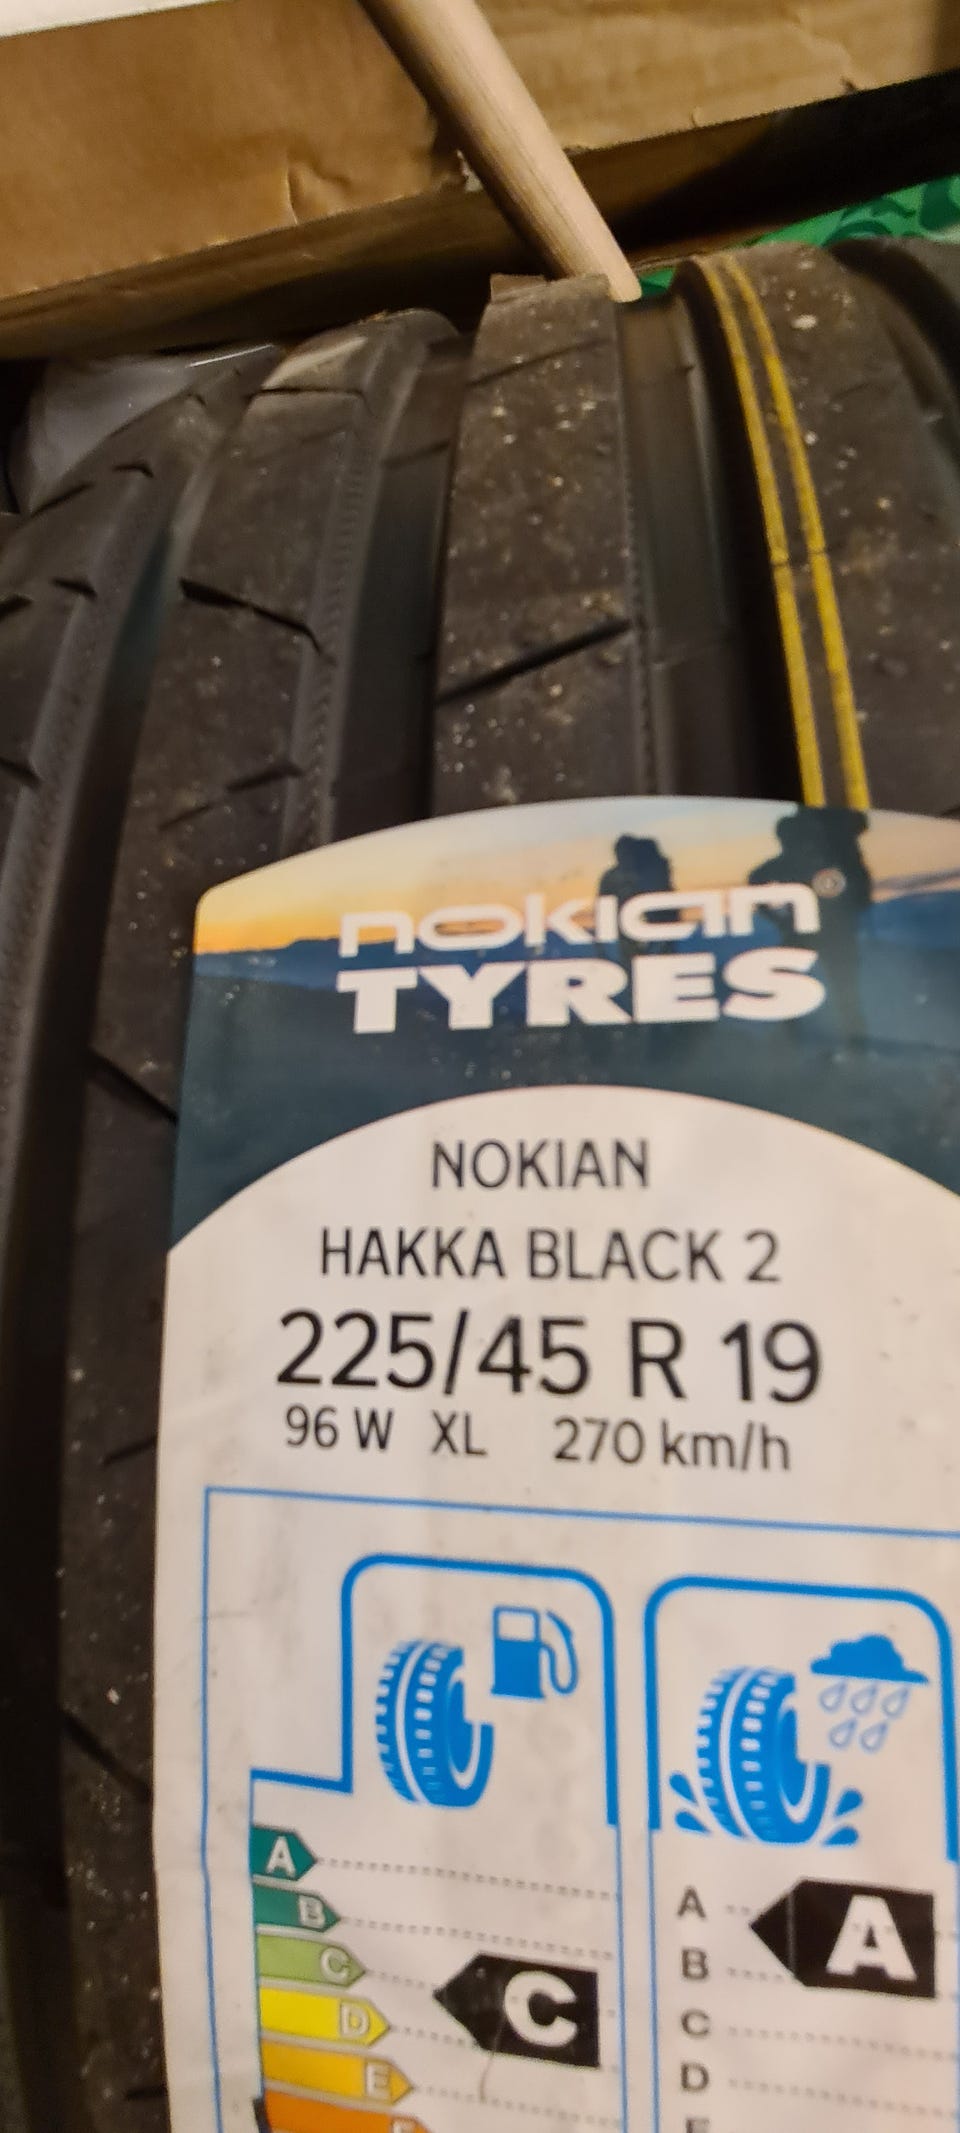 nokian®
TYRES
NOKIAN
HAKKA BLACK 2
225/45 R 19
96 W XL 270 km/h
A
B
C
D
E
F
C
A
B
C
D
E
A